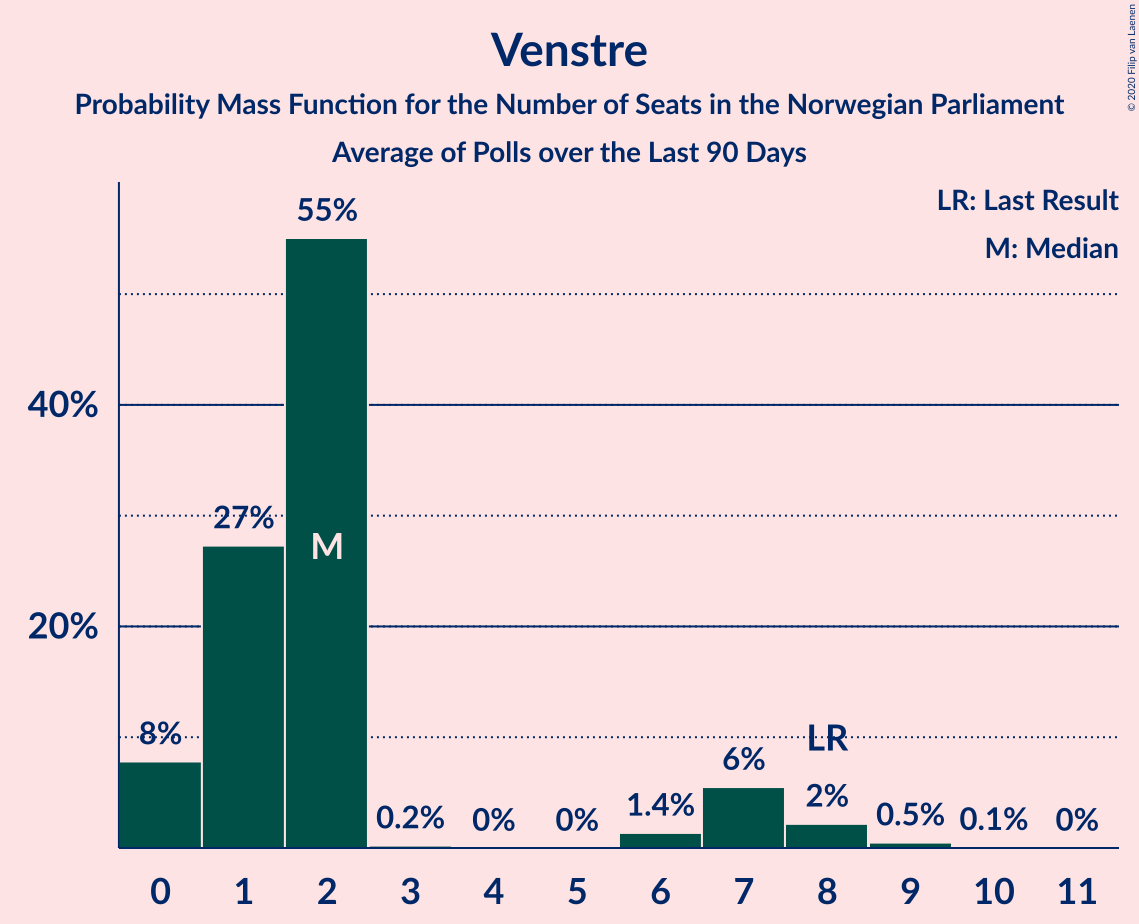 Venstre
Probability Mass Function for the Number of Seats in the Norwegian Parliament
Average of Polls over the Last 90 Days
© 2020 Filip van Laenen
LR: Last Result
M: Median
55%
40%
27%
M
20%
8%
LR
6%
2%
1.4%
0.5%
0.2%
0%
0%
0.1%
0%
0 1 2 3 4 5 6 7 8 9 10 11